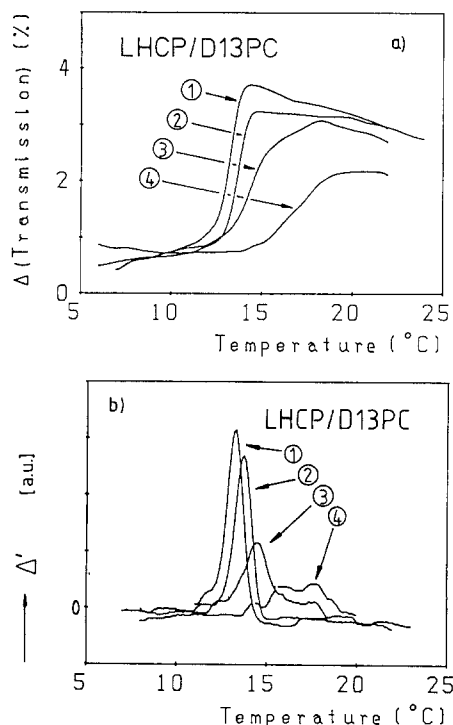 a)
LHCP/D13PC
①
②
③
④
Δ(Transmission) (%)
4
2
0
5 10 15 20 25
Temperature (°C)
b)
LHCP/D13PC
①
②
③
④
Δ' [a.u.]
0
5 10 15 20 25
Temperature (°C)